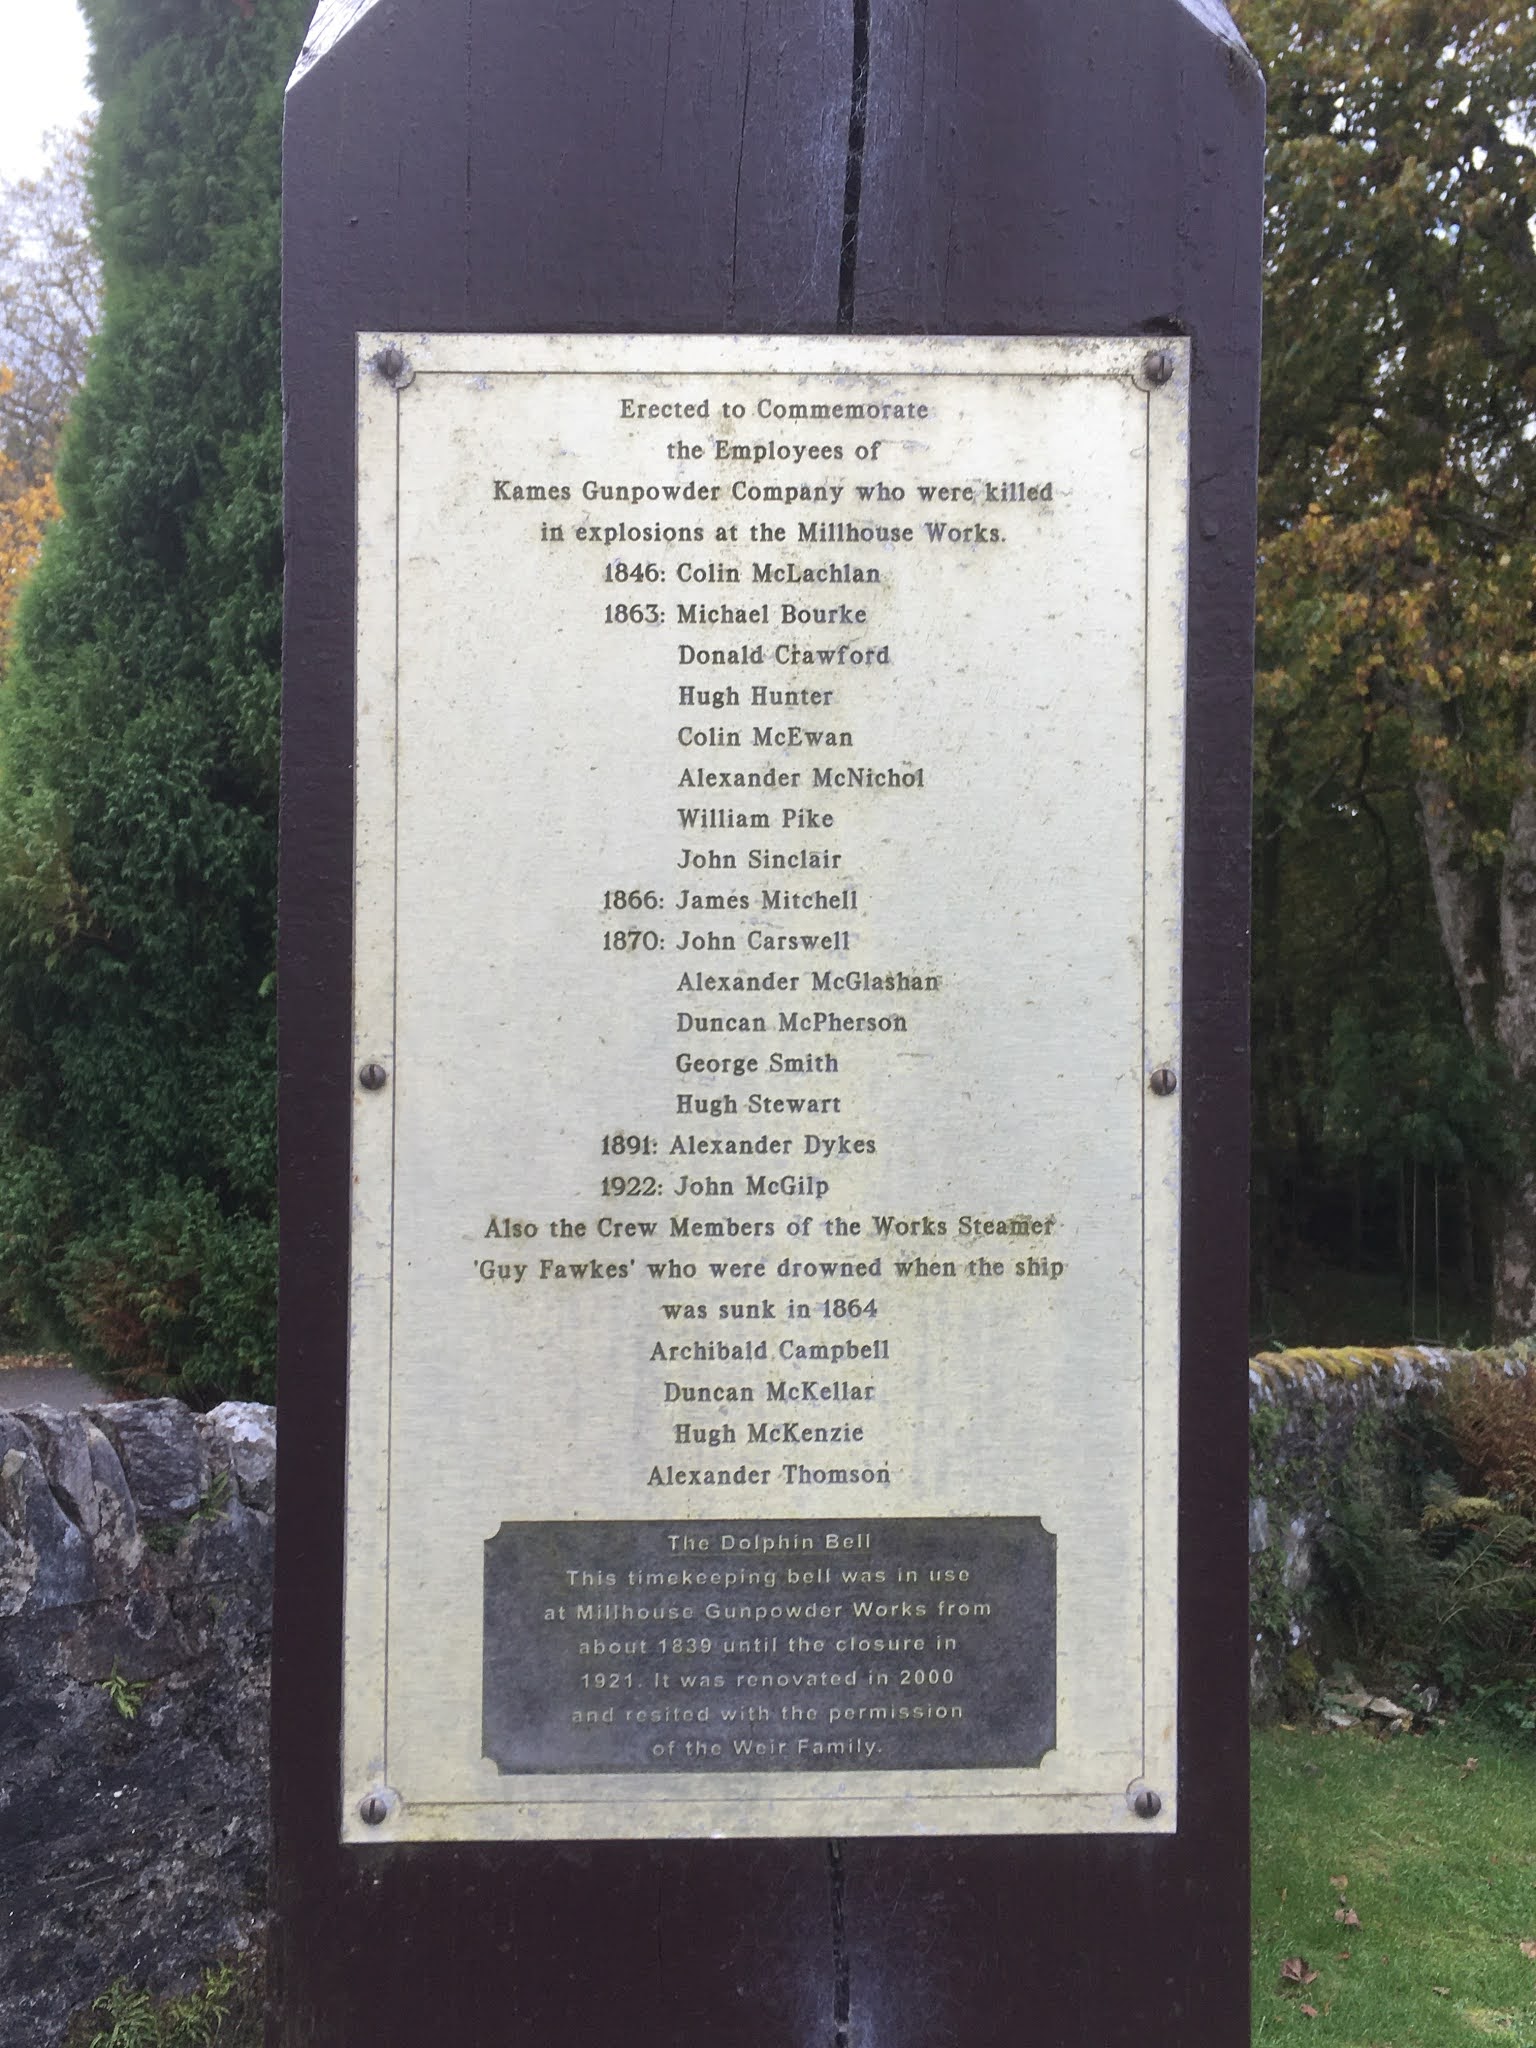 Erected to Commemorate
the Employees of
Kames Gunpowder Company who were killed
in explosions at the Millhouse Works.
1846: Colin McLachlan
1863: Michael Bourke
Donald Crawford
Hugh Hunter
Colin McEwan
Alexander McNichol
William Pike
John Sinclair
1866: James Mitchell
1870: John Carswell
Alexander McGlashan
Duncan McPherson
George Smith
Hugh Stewart
1891: Alexander Dykes
1922: John McGilp
Also the Crew Members of the Works Steamer
'Guy Fawkes' who were drowned when the ship
was sunk in 1864
Archibald Campbell
Duncan McKellar
Hugh McKenzie
Alexander Thomson
The Dolphin Bell
This timekeeping bell was in use
at Millhouse Gunpowder Works from
about 1839 until the closure in
1921. It was renovated in 2000
and resited with the permission
of the Weir Family.